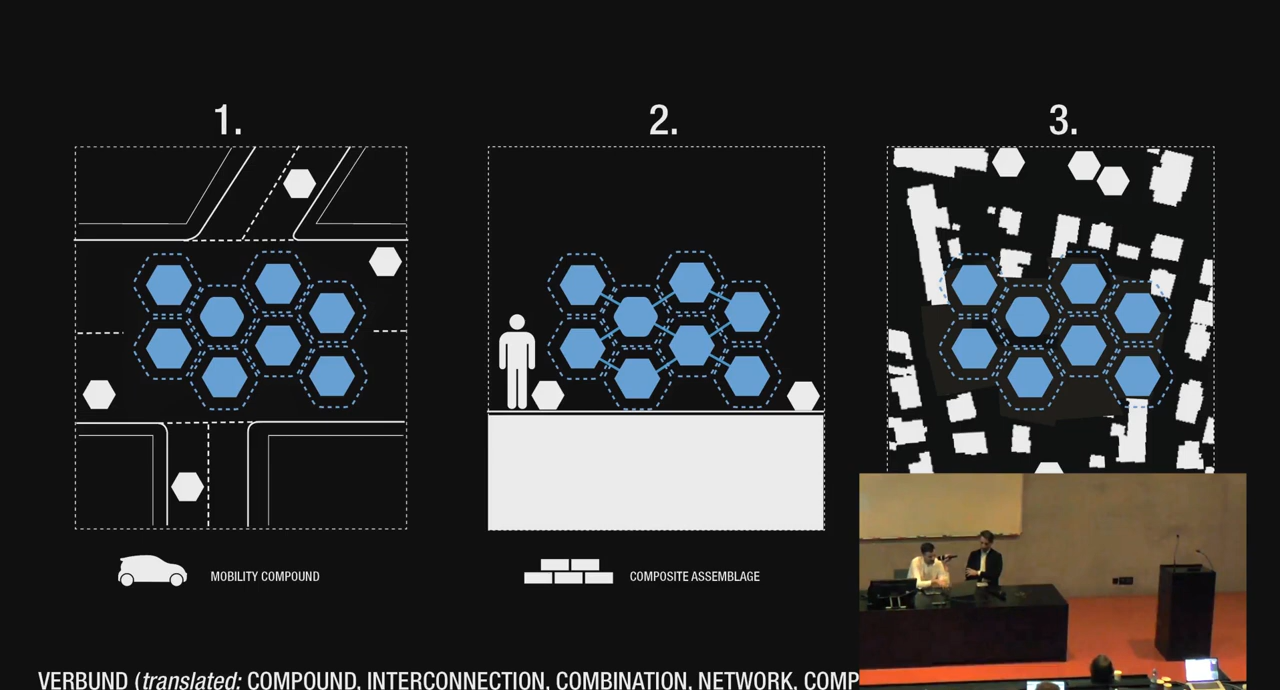 1.
2.
3.
MOBILITY COMPOUND
COMPOSITE ASSEMBLAGE
VERBUND (translated: COMPOUND, INTERCONNECTION, COMBINATION, NETWORK, COMP